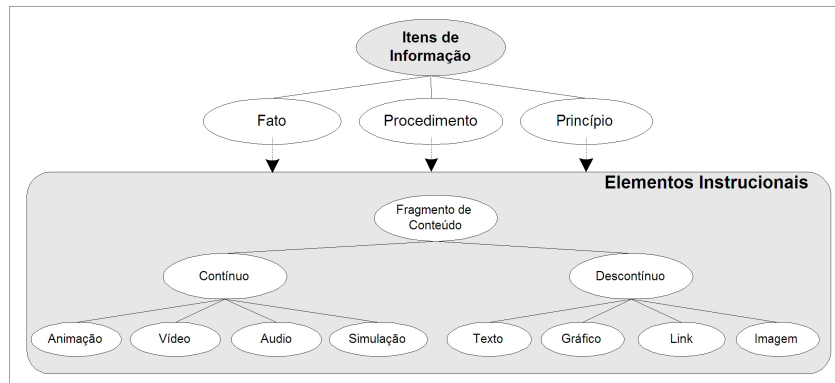 Itens de
Informação
Fato
Procedimento
Princípio
Elementos Instrucionais
Fragmento de
Conteúdo
Contínuo
Descontínuo
Animação
Vídeo
Audio
Simulação
Texto
Gráfico
Link
Imagem